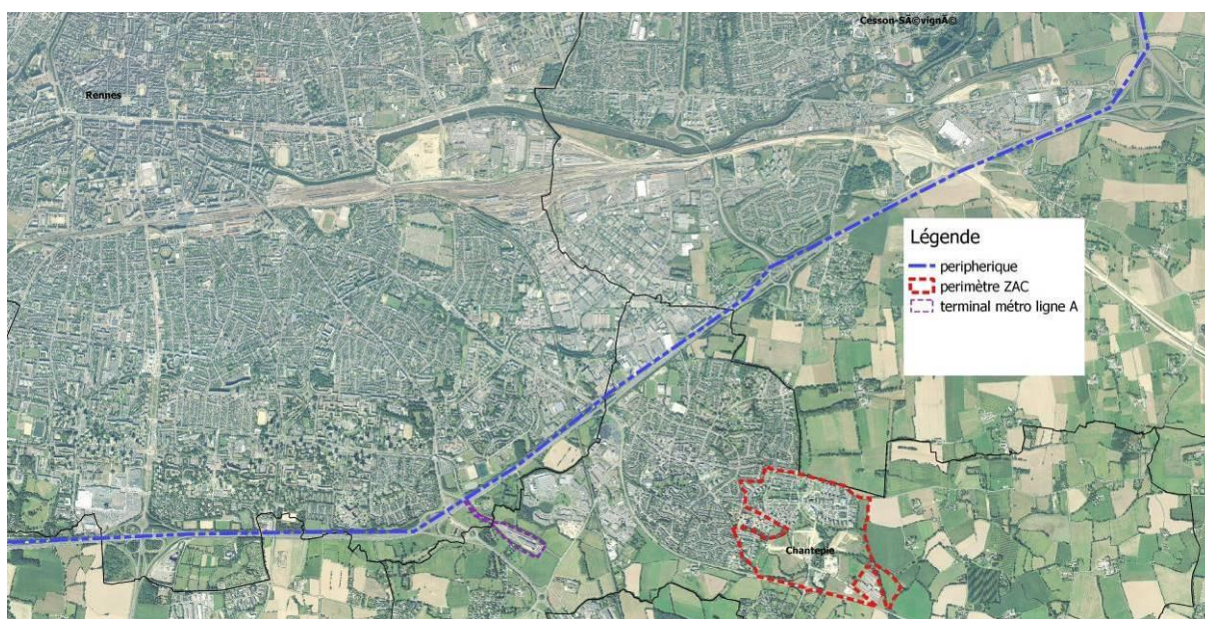 Cesson-SÃ©vignÃ©
Rennes
Légende
peripherique
perimètre ZAC
terminal métro ligne A
Chantepie